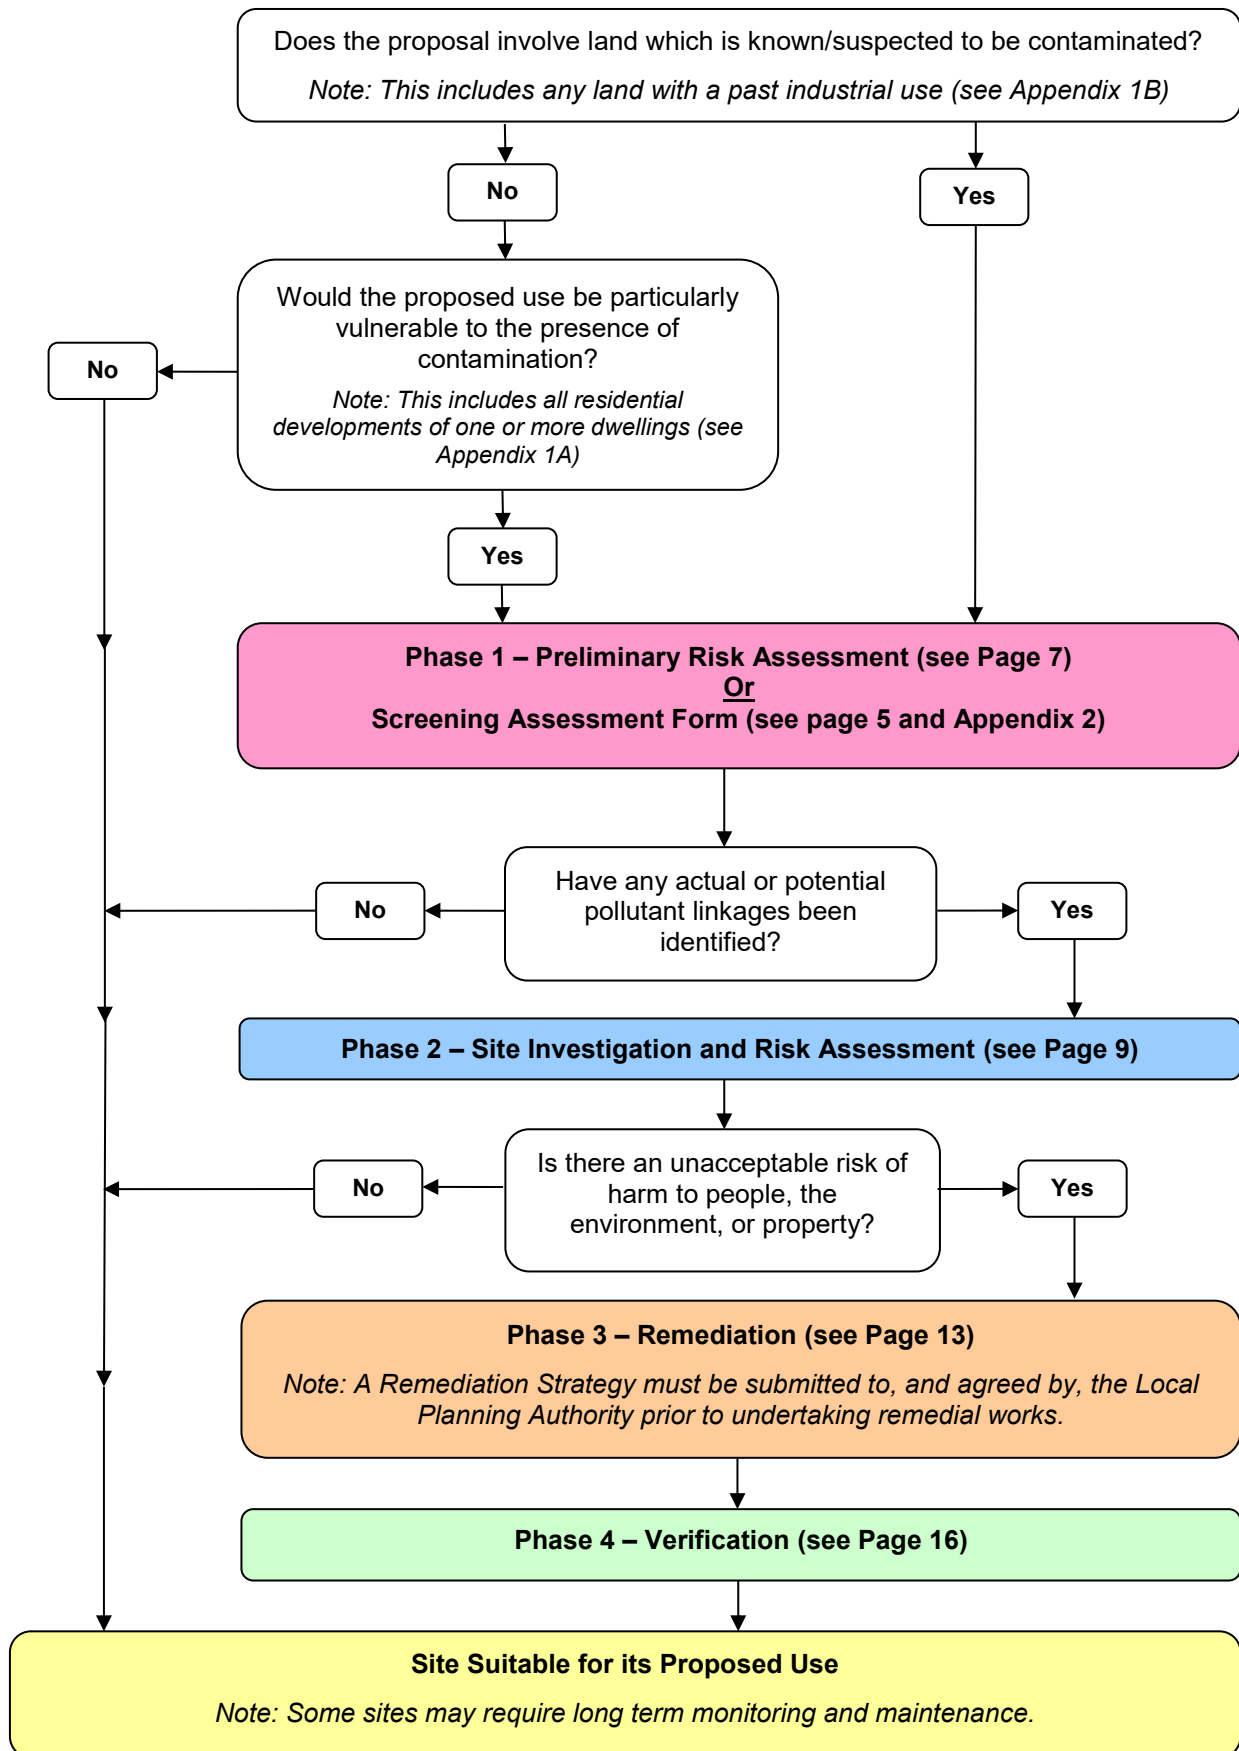 Does the proposal involve land which is known/suspected to be contaminated?
Note: This includes any land with a past industrial use (see Appendix 1B)
No
Yes
Would the proposed use be particularly
vulnerable to the presence of
contamination?
Note: This includes all residential
developments of one or more dwellings (see
Appendix 1A)
No
Yes
Phase 1 – Preliminary Risk Assessment (see Page 7)
Or
Screening Assessment Form (see page 5 and Appendix 2)
Have any actual or potential
pollutant linkages been
identified?
No
Yes
Phase 2 – Site Investigation and Risk Assessment (see Page 9)
Is there an unacceptable risk of
harm to people, the
environment, or property?
No
Yes
Phase 3 – Remediation (see Page 13)
Note: A Remediation Strategy must be submitted to, and agreed by, the Local
Planning Authority prior to undertaking remedial works.
Phase 4 – Verification (see Page 16)
Site Suitable for its Proposed Use
Note: Some sites may require long term monitoring and maintenance.